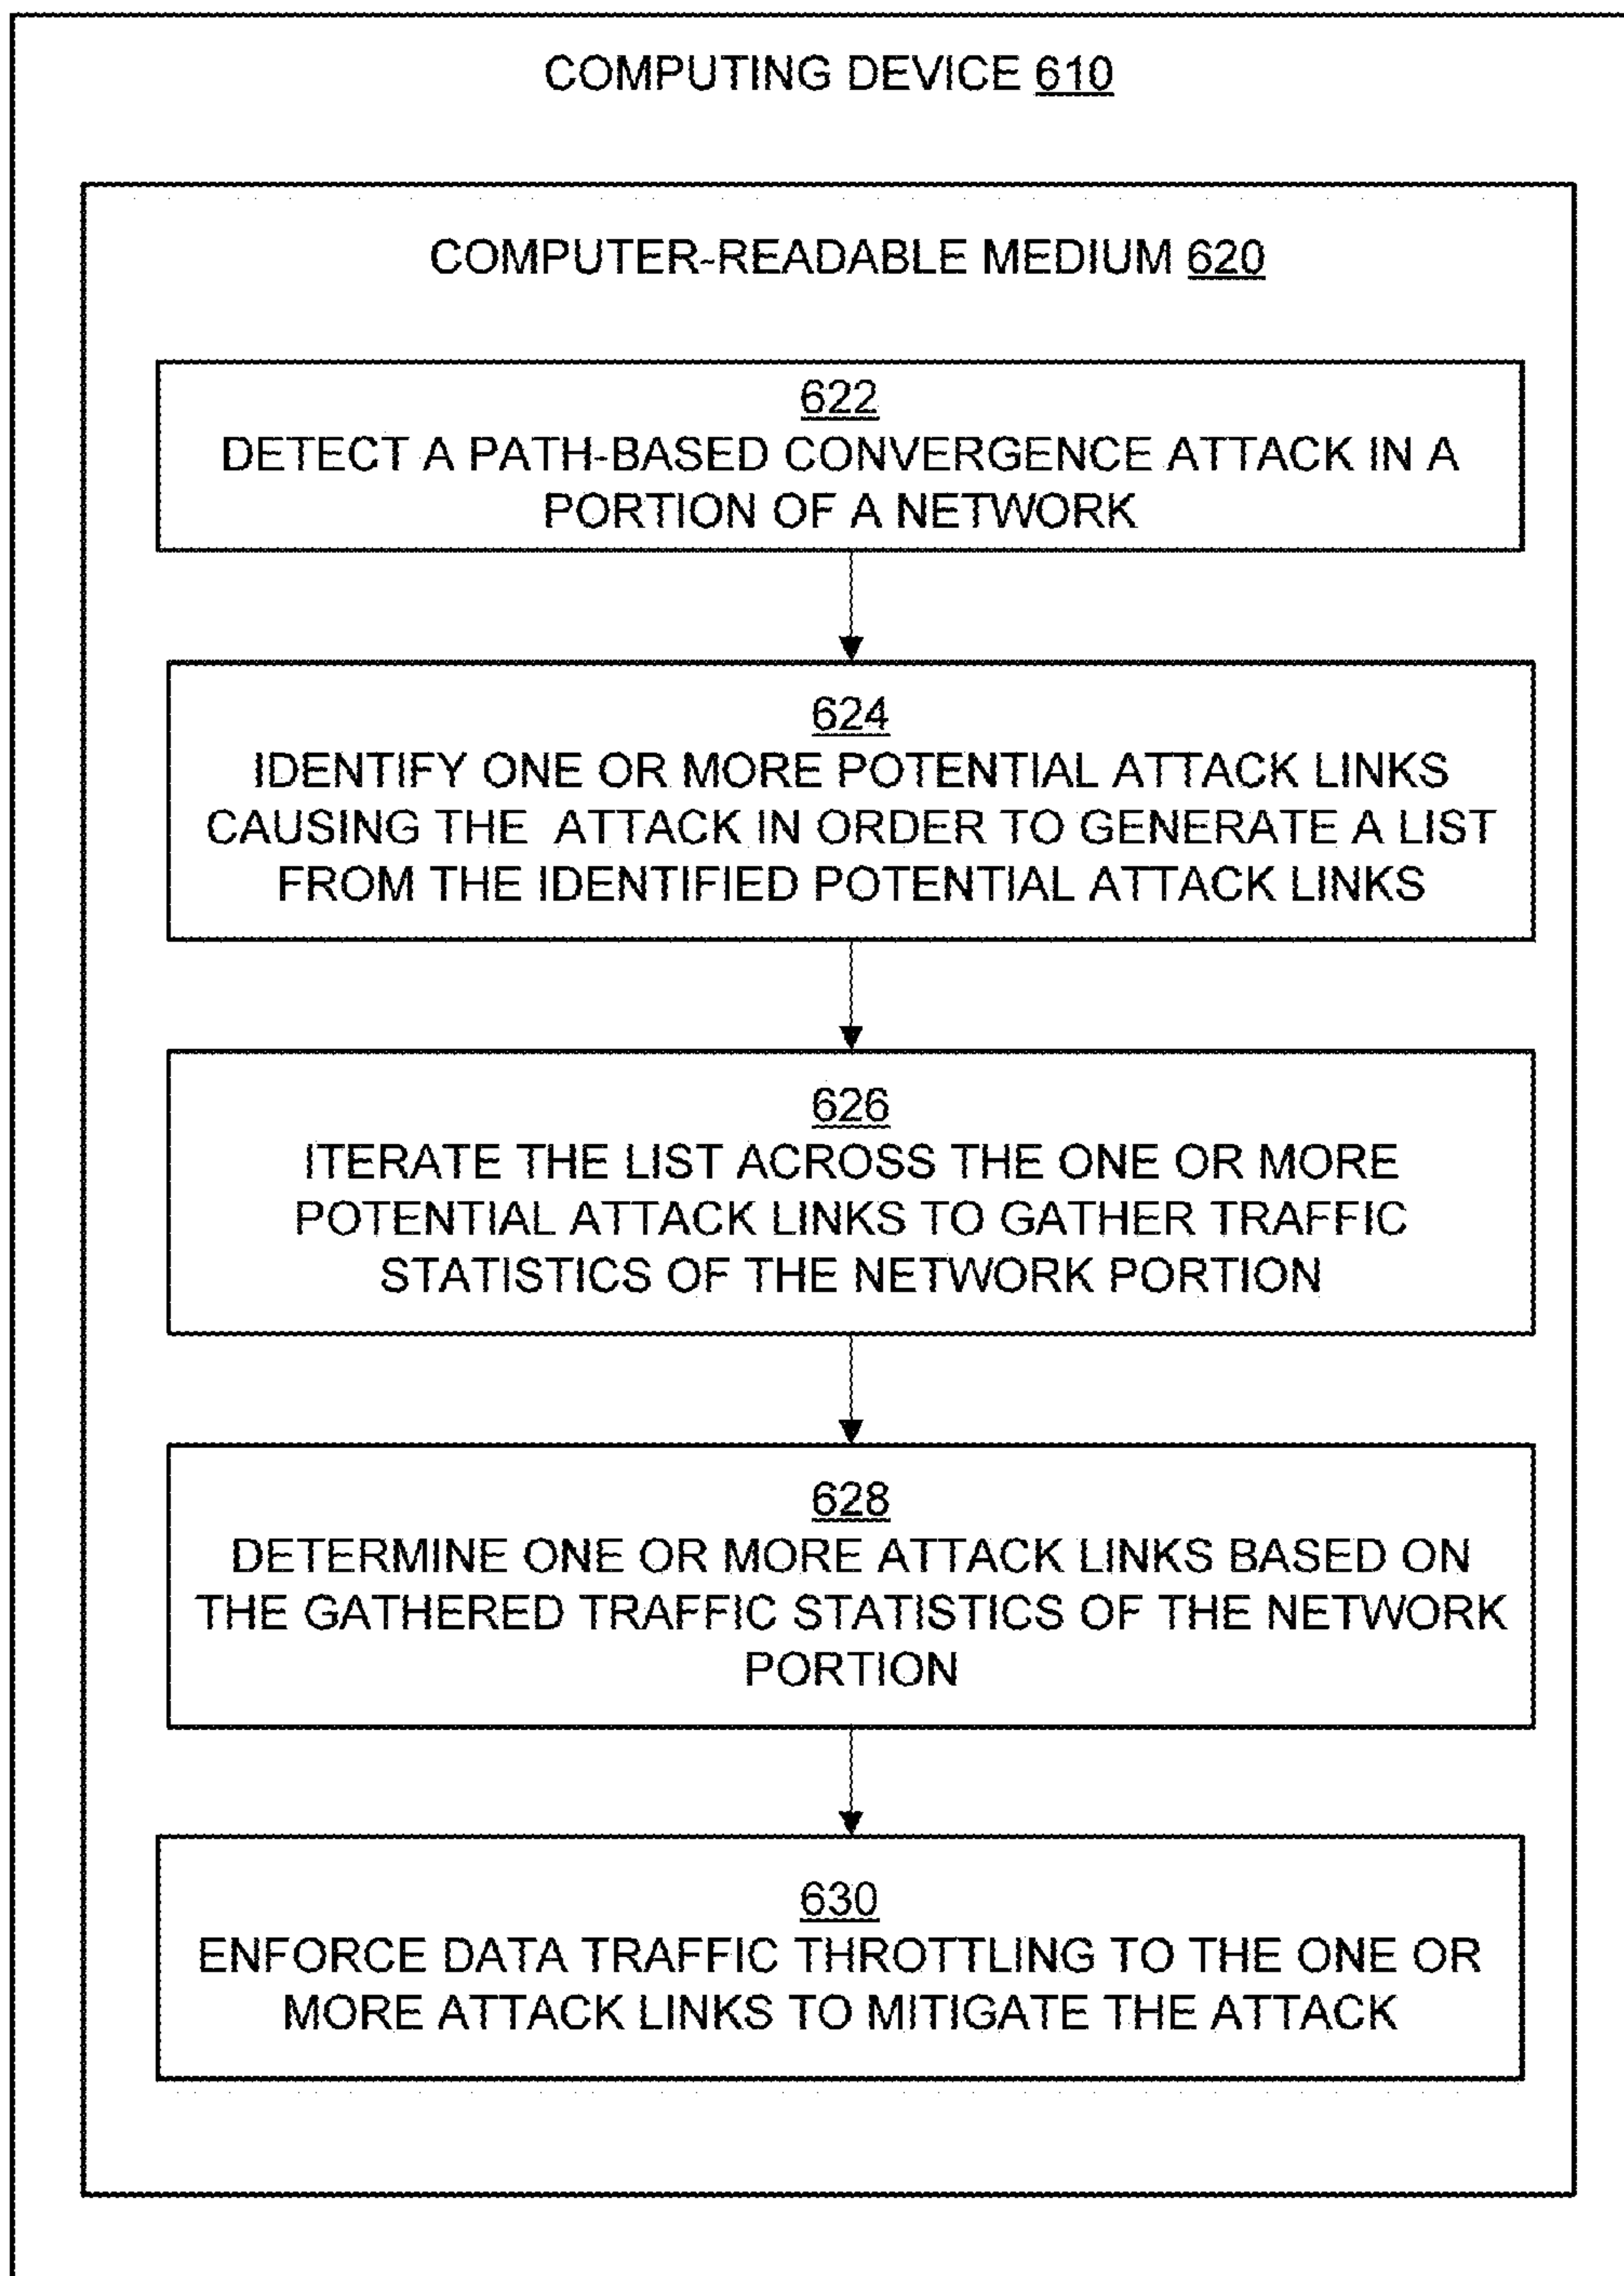 COMPUTING DEVICE 610
COMPUTER-READABLE MEDIUM 620
622
DETECT A PATH-BASED CONVERGENCE ATTACK IN A
PORTION OF A NETWORK
624
IDENTIFY ONE OR MORE POTENTIAL ATTACK LINKS
CAUSING THE ATTACK IN ORDER TO GENERATE A LIST
FROM THE IDENTIFIED POTENTIAL ATTACK LINKS
626
ITERATE THE LIST ACROSS THE ONE OR MORE
POTENTIAL ATTACK LINKS TO GATHER TRAFFIC
STATISTICS OF THE NETWORK PORTION
628
DETERMINE ONE OR MORE ATTACK LINKS BASED ON
THE GATHERED TRAFFIC STATISTICS OF THE NETWORK
PORTION
630
ENFORCE DATA TRAFFIC THROTTLING TO THE ONE OR
MORE ATTACK LINKS TO MITIGATE THE ATTACK